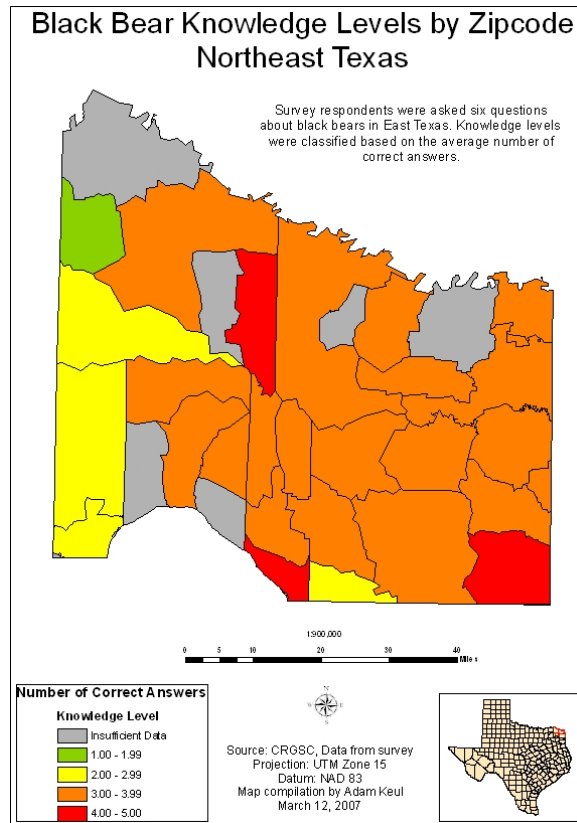 Black Bear Knowledge Levels by Zipcode
Northeast Texas
Survey respondents were asked six questions
about black bears in East Texas. Knowledge levels
were classified based on the average number of
correct answers.
1:900,000
0 5 10 20 30 40
Miles
Number of Correct Answers
Knowledge Level
Insufficient Data
1.00 - 1.99
2.00 - 2.99
3.00 - 3.99
4.00 - 5.00
N
W E
S
Source: CRGSC, Data from survey
Projection: UTM Zone 15
Datum: NAD 83
Map compilation by Adam Keul
March 12, 2007